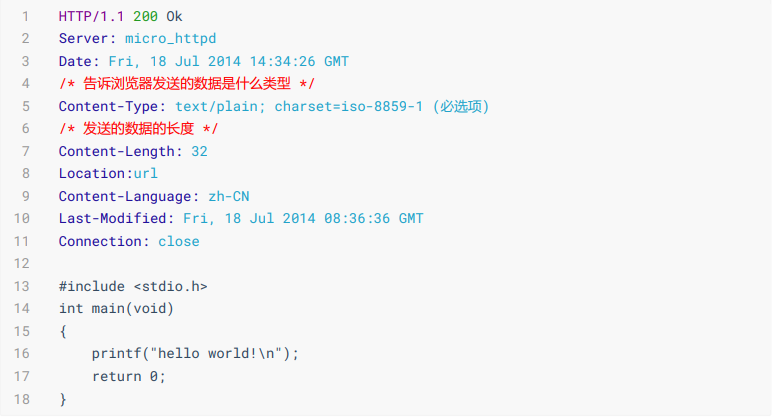 1 HTTP/1.1 200 Ok
2 Server: micro_httpd
3 Date: Fri, 18 Jul 2014 14:34:26 GMT
4 /* 告诉浏览器发送的数据是什么类型 */
5 Content-Type: text/plain; charset=iso-8859-1 (必选项)
6 /* 发送的数据的长度 */
7 Content-Length: 32
8 Location:url
9 Content-Language: zh-CN
10 Last-Modified: Fri, 18 Jul 2014 08:36:36 GMT
11 Connection: close
12
13 #include <stdio.h>
14 int main(void)
15 {
16     printf("hello world!\n");
17     return 0;
18 }